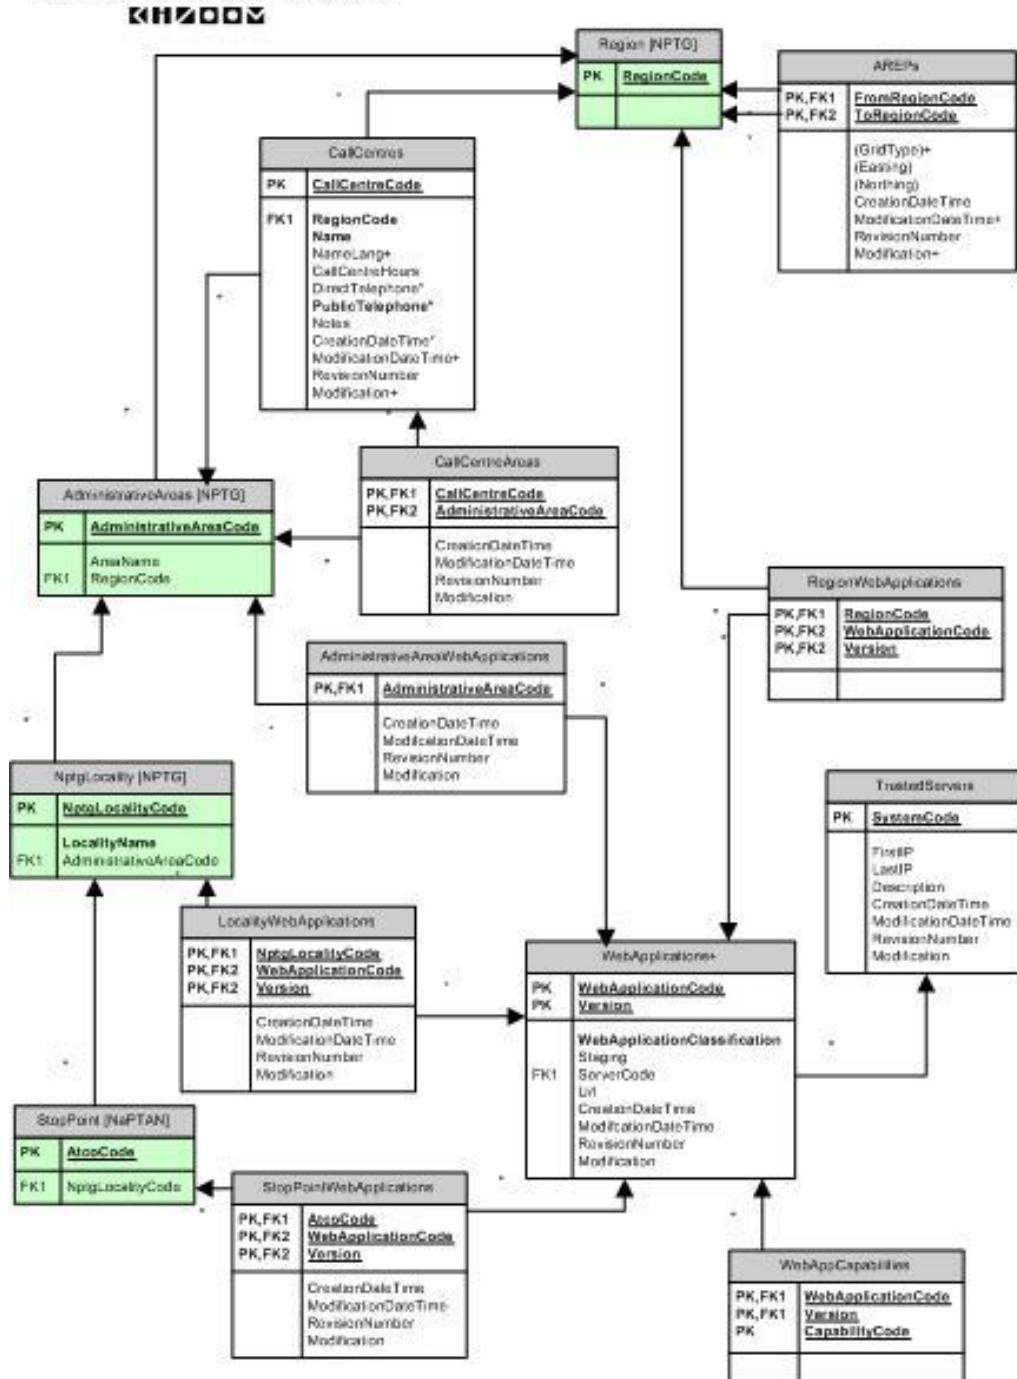 KIZOOM
Region [NPTG]
PK RegionCode
AREPs
PK,FK1 FromRegionCode
PK,FK2 ToRegionCode
(GridType)+
(Easting)
(Northing)
CreationDateTime
ModificationDateTime+
RevisionNumber
Modification+
CallCentres
PK CallCentreCode
FK1 RegionCode
Name
NameLang+
CallCentreHours
DirectTelephone*
PublicTelephone*
Notes
CreationDateTime*
ModificationDateTime+
RevisionNumber
Modification+
CallCentreAreas
PK,FK1 CallCentreCode
PK,FK2 AdministrativeAreaCode
CreationDateTime
ModificationDateTime
RevisionNumber
Modification
AdministrativeAreas [NPTG]
PK AdministrativeAreaCode
AreaName
FK1 RegionCode
RegionWebApplications
PK,FK1 RegionCode
PK,FK2 WebApplicationCode
PK,FK2 Version
AdministrativeAreaWebApplications
PK,FK1 AdministrativeAreaCode
CreationDateTime
ModifcationDateTime
RevisionNumber
Modification
NptgLocality [NPTG]
PK NptgLocalityCode
LocalityName
FK1 AdministrativeAreaCode
TrustedServers
PK SystemCode
FirstIP
LastIP
Description
CreationDateTime
ModificationDateTime
RevisionNumber
Modification
LocalityWebApplications
PK,FK1 NptgLocalityCode
PK,FK2 WebApplicationCode
PK,FK2 Version
CreationDateTime
ModificationDateTime
RevisionNumber
Modification
WebApplications+
PK WebApplicationCode
PK Version
WebApplicationClassification
Staging
FK1 ServerCode
Url
CreationDateTime
ModifcationDateTime
RevisionNumber
Modification
StopPoint [NaPTAN]
PK AtcoCode
FK1 NptgLocalityCode
StopPointWebApplications
PK,FK1 AtcoCode
PK,FK2 WebApplicationCode
PK,FK2 Version
CreationDateTime
ModificationDateTime
RevisionNumber
Modification
WebAppCapabilities
PK,FK1 WebApplicationCode
PK,FK1 Version
PK CapabilityCode